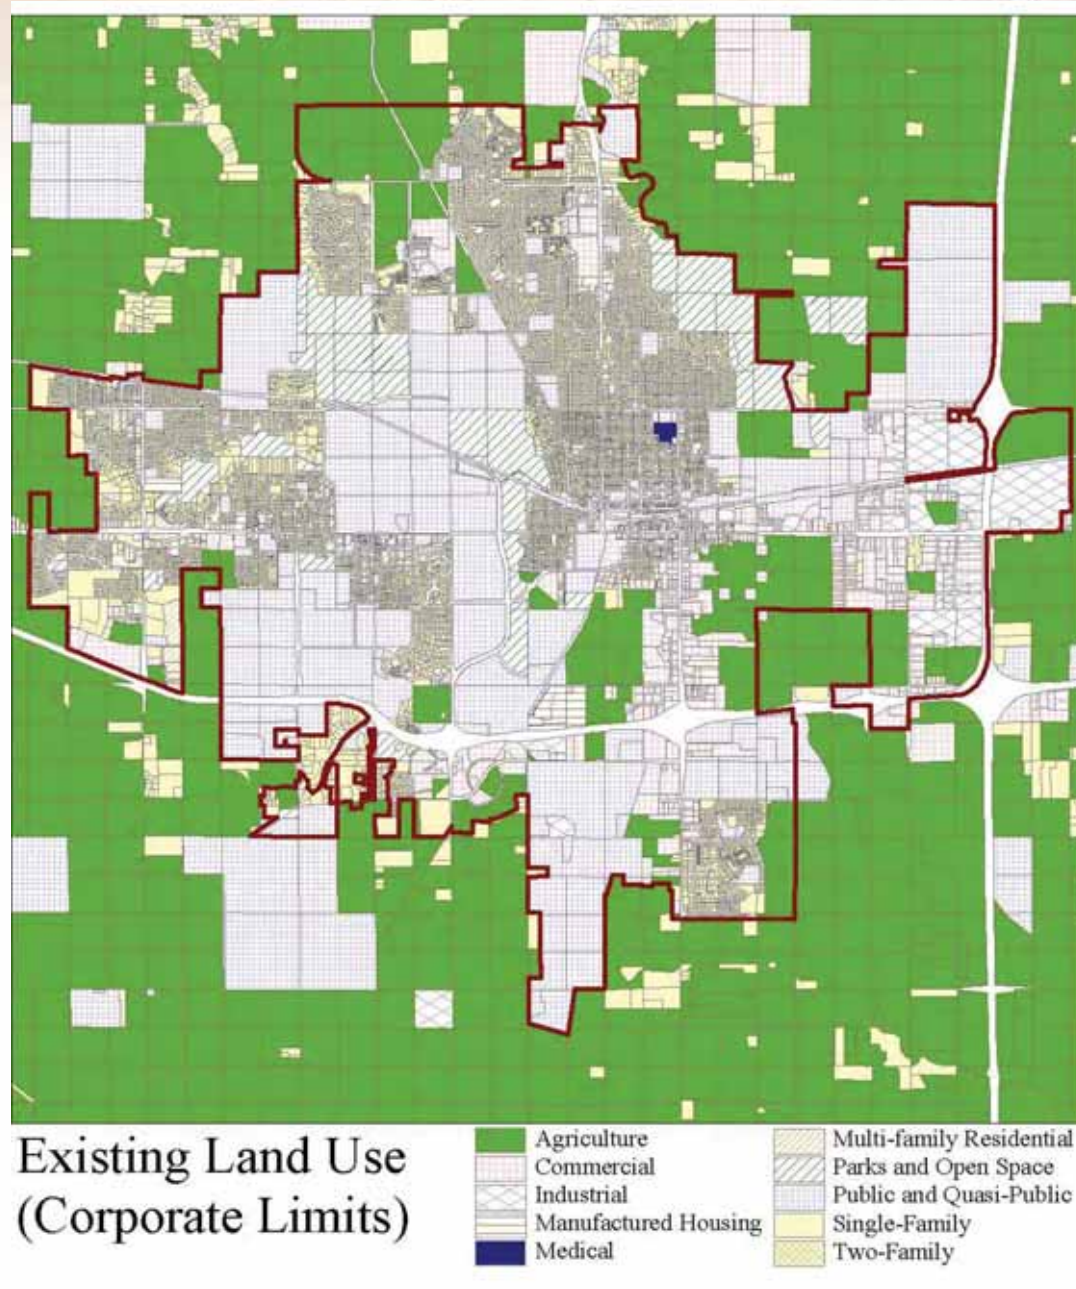 Existing Land Use
(Corporate Limits)
Agriculture
Commercial
Industrial
Manufactured Housing
Medical
Multi-family Residential
Parks and Open Space
Public and Quasi-Public
Single-Family
Two-Family